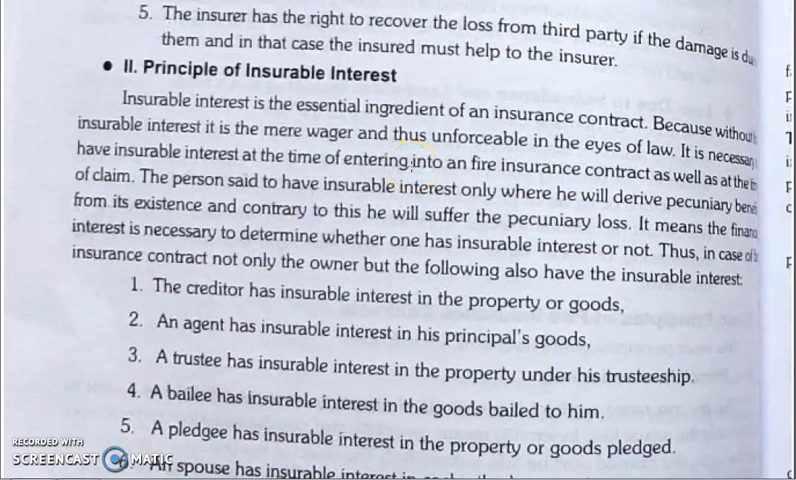 5. The insurer has the right to recover the loss from third party if the damage is du
them and in that case the insured must help to the insurer.
• II. Principle of Insurable Interest
Insurable interest is the essential ingredient of an insurance contract. Because without
insurable interest it is the mere wager and thus unforceable in the eyes of law. It is necessary
have insurable interest at the time of entering into an fire insurance contract as well as at the
of claim. The person said to have insurable interest only where he will derive pecuniary
from its existence and contrary to this he will suffer the pecuniary loss. It means the
interest is necessary to determine whether one has insurable interest or not. Thus, in case of
insurance contract not only the owner but the following also have the insurable interest:
1. The creditor has insurable interest in the property or goods,
2. An agent has insurable interest in his principal's goods,
3. A trustee has insurable interest in the property under his trusteeship.
4. A bailee has insurable interest in the goods bailed to him.
5. A pledgee has insurable interest in the property or goods pledged.
spouse has insurable interest in
RECORDED WITH
SCREENCAST MATIC